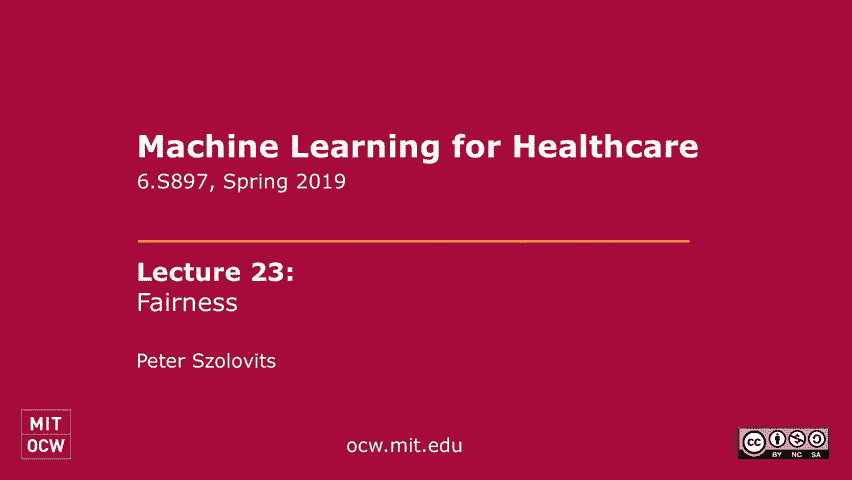 Machine Learning for Healthcare
6.S897, Spring 2019
Lecture 23:
Fairness
Peter Szolovits
MIT
OCW
ocw.mit.edu
cc
BY NC SA